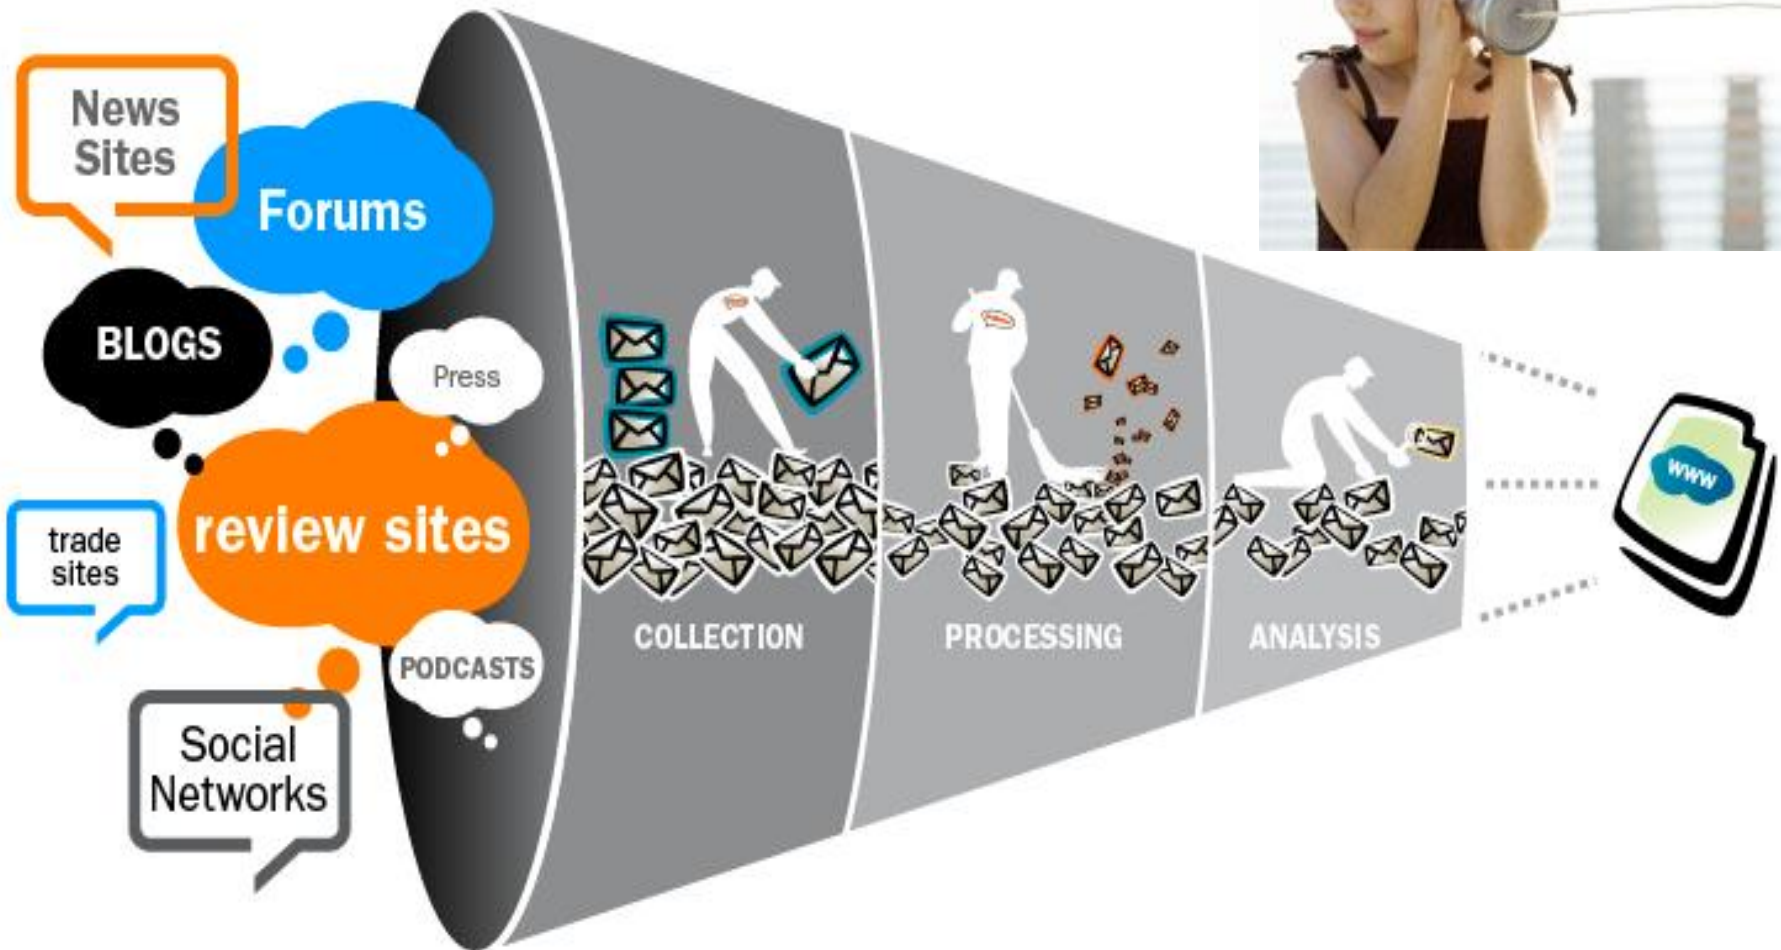 News
Sites
Forums
BLOGS
Press
review sites
trade
sites
PODCASTS
Social
Networks
COLLECTION
PROCESSING
ANALYSIS
WWW